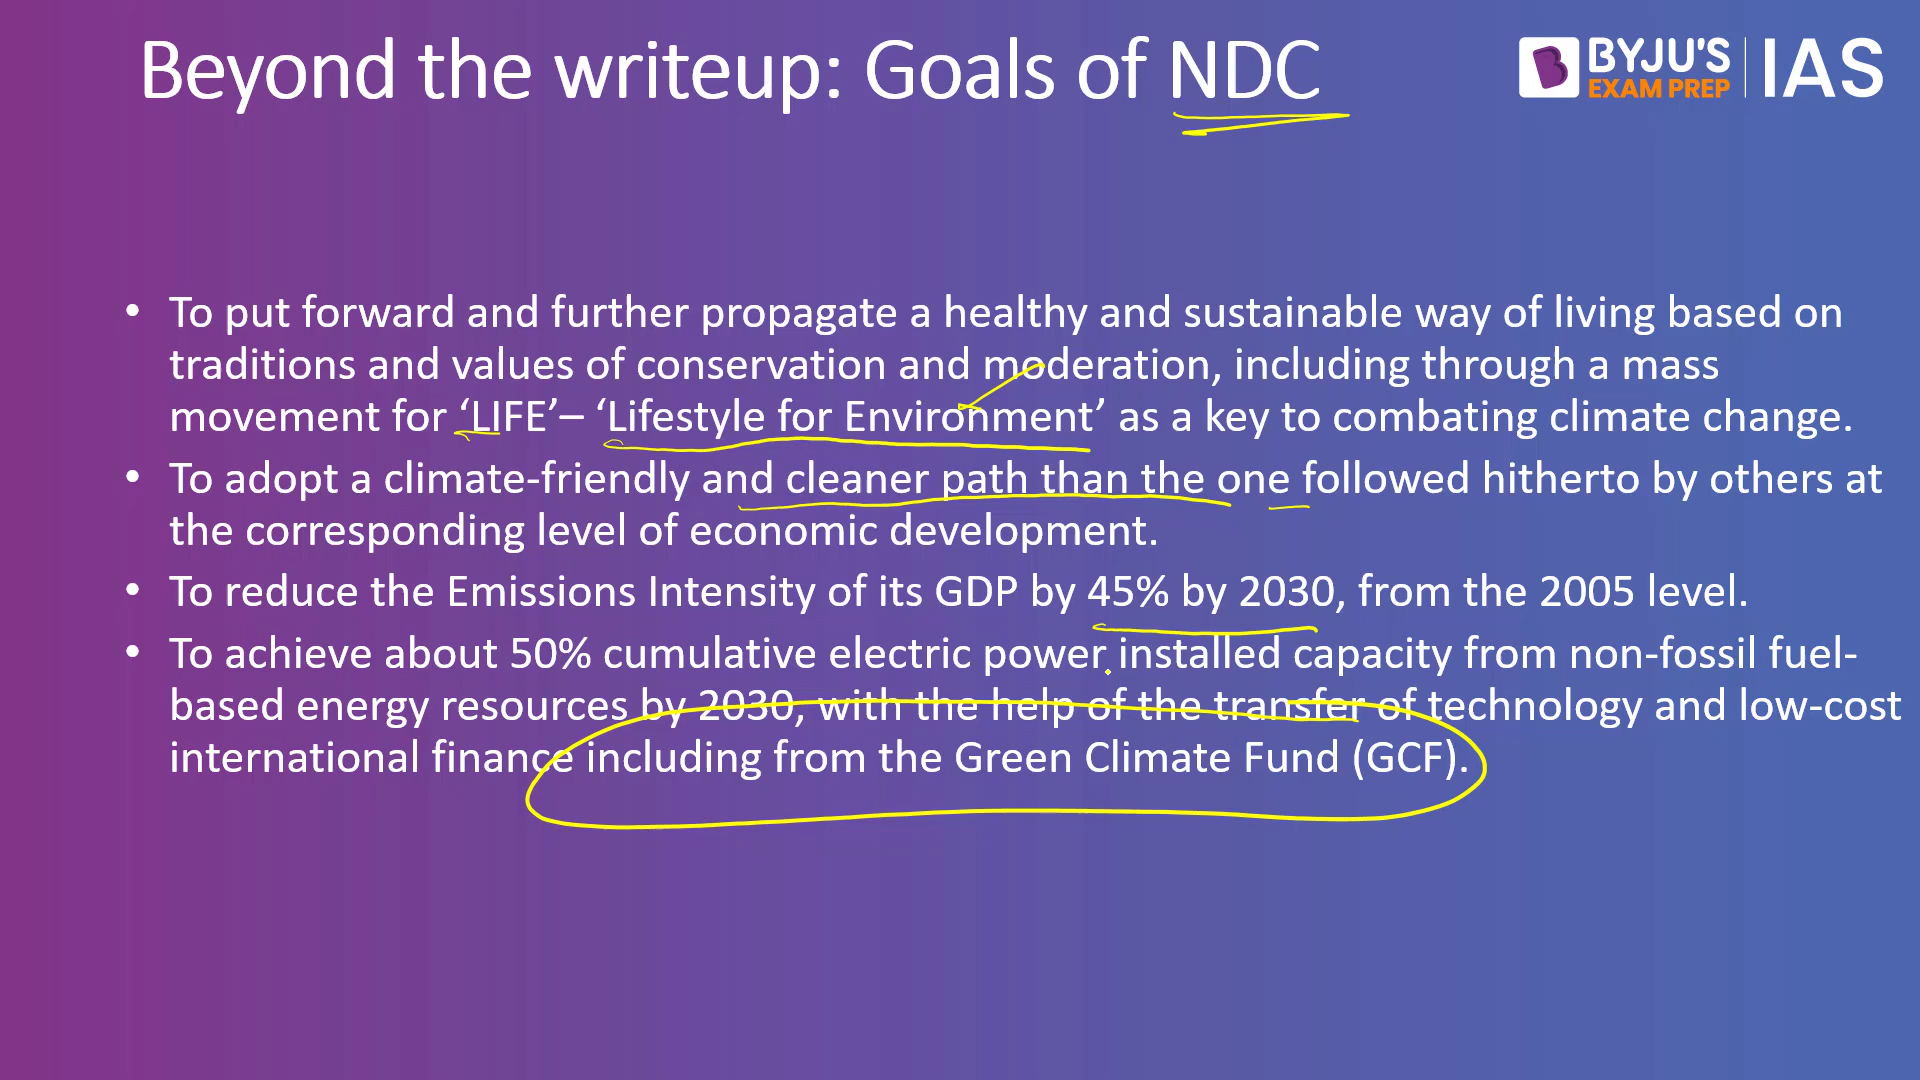 Beyond the writeup: Goals of NDC
BYJU'S
EXAM PREP
IAS
• To put forward and further propagate a healthy and sustainable way of living based on
traditions and values of conservation and moderation, including through a mass
movement for ‘LIFE’– ‘Lifestyle for Environment’ as a key to combating climate change.
• To adopt a climate-friendly and cleaner path than the one followed hitherto by others at
the corresponding level of economic development.
• To reduce the Emissions Intensity of its GDP by 45% by 2030, from the 2005 level.
• To achieve about 50% cumulative electric power installed capacity from non-fossil fuel-
based energy resources by 2030, with the help of the transfer of technology and low-cost
international finance including from the Green Climate Fund (GCF).